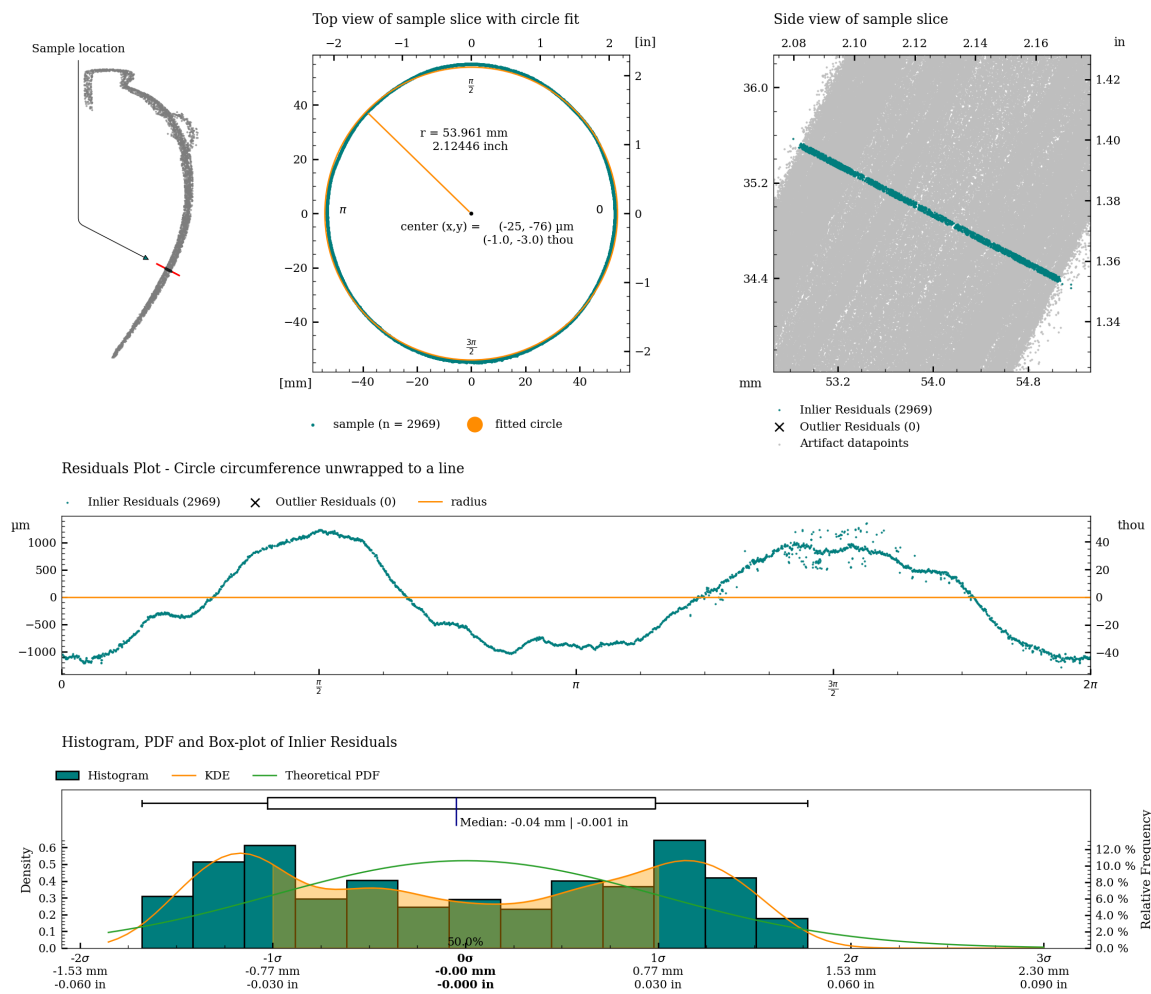 Sample location
Top view of sample slice with circle fit
−2 −1 0 1 2 [in]
π/2
π
0
3π/2
r = 53.961 mm
2.12446 inch
center (x,y) = (-25, -76) µm
(-1.0, -3.0) thou
40
20
0
−20
−40
2
1
0
−1
−2
[mm] −40 −20 0 20 40
sample (n = 2969) fitted circle
Side view of sample slice
2.08 2.10 2.12 2.14 2.16 in
36.0
35.2
34.4
1.42
1.40
1.38
1.36
1.34
mm 53.2 54.0 54.8
Inlier Residuals (2969)
Outlier Residuals (0)
Artifact datapoints
Residuals Plot - Circle circumference unwrapped to a line
Inlier Residuals (2969) Outlier Residuals (0) radius
µm
1000
500
0
−500
−1000
thou
40
20
0
−20
−40
0 π/2 π 3π/2 2π
Histogram, PDF and Box-plot of Inlier Residuals
Histogram KDE Theoretical PDF
Median: -0.04 mm | -0.001 in
Density
0.6
0.5
0.4
0.3
0.2
0.1
0.0
50.0%
12.0 %
10.0 %
8.0 %
6.0 %
4.0 %
2.0 %
0.0 %
Relative Frequency
-2σ -1σ 0σ 1σ 2σ 3σ
-1.53 mm -0.77 mm -0.00 mm 0.77 mm 1.53 mm 2.30 mm
-0.060 in -0.030 in -0.000 in 0.030 in 0.060 in 0.090 in